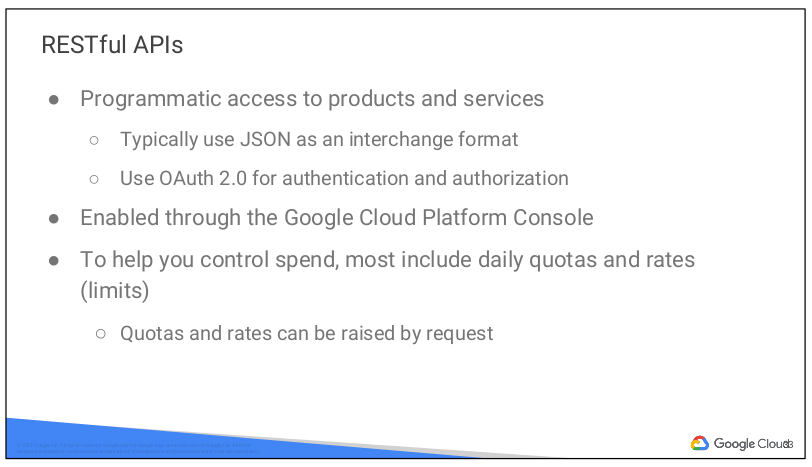 RESTful APIs
● Programmatic access to products and services
○ Typically use JSON as an interchange format
○ Use OAuth 2.0 for authentication and authorization
● Enabled through the Google Cloud Platform Console
● To help you control spend, most include daily quotas and rates
(limits)
○ Quotas and rates can be raised by request
Google Cloud